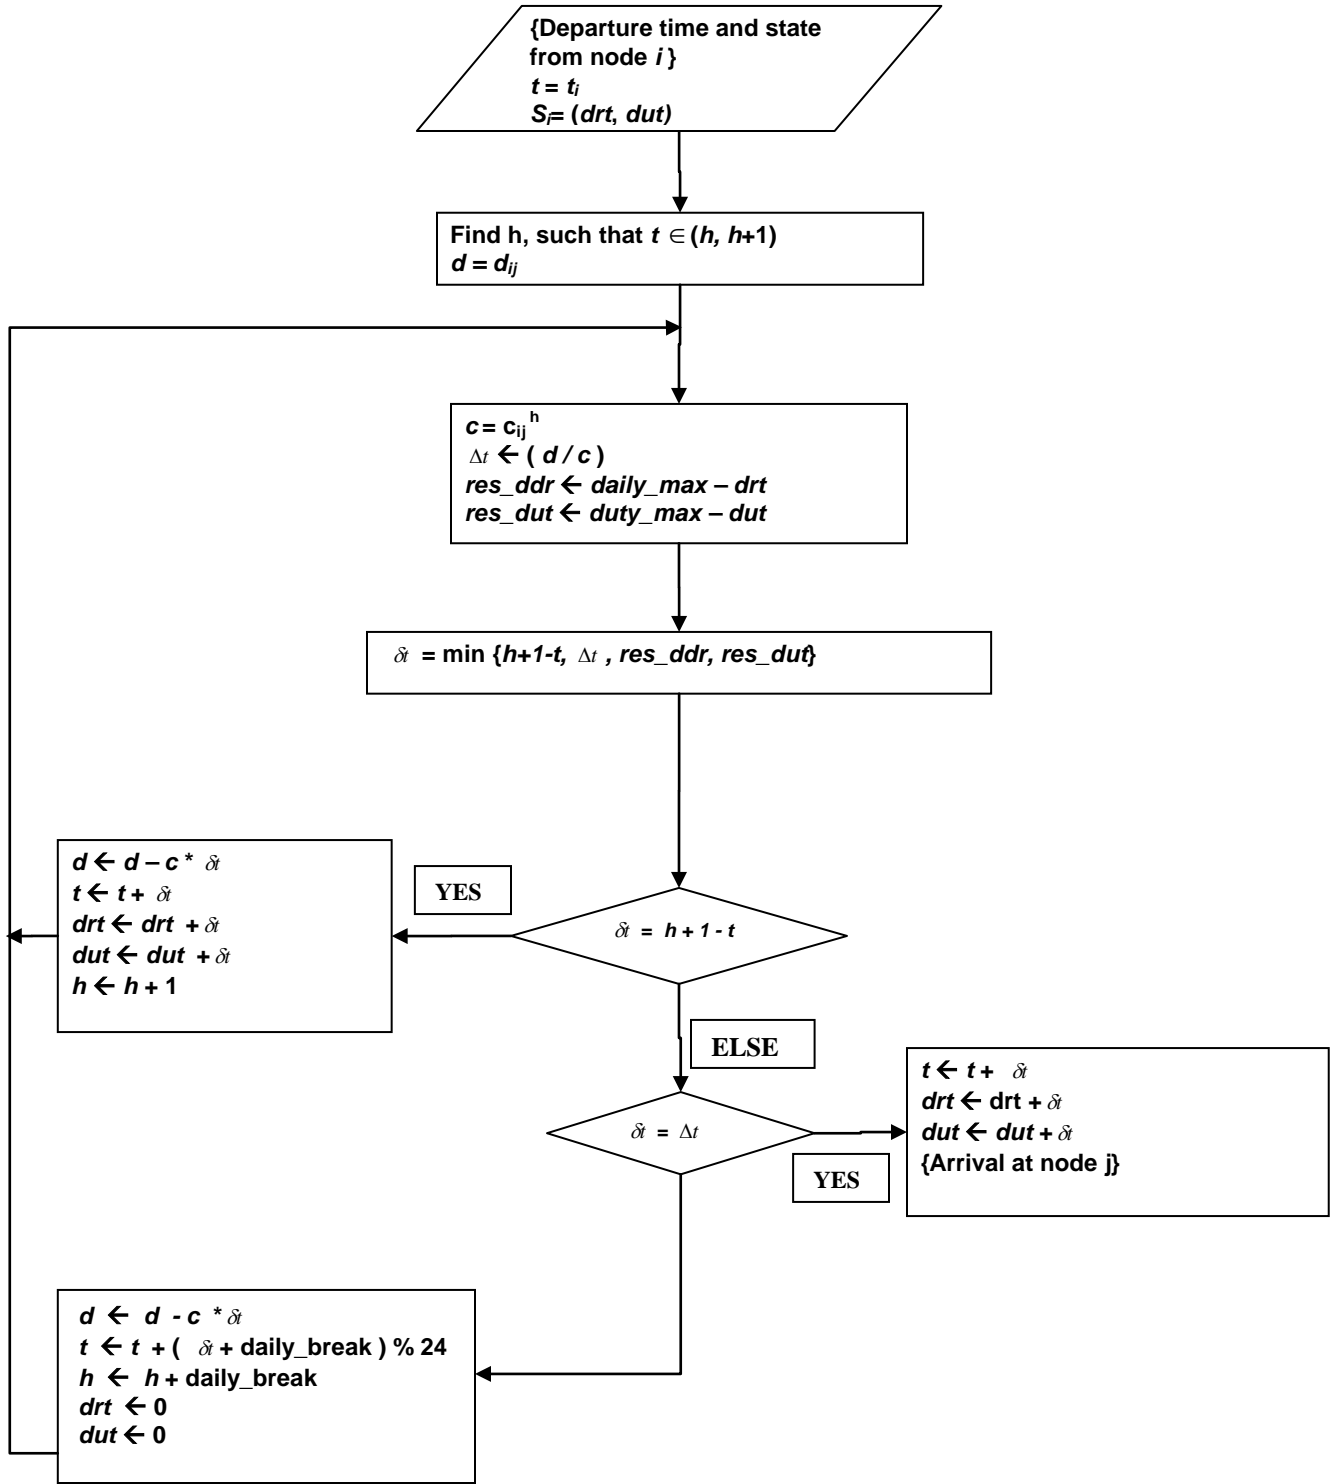 {Departure time and state
from node i }
t = tᵢ
Sᵢ= (drt, dut)
Find h, such that t ∈ (h, h+1)
d = dᵢⱼ
c = cᵢⱼʰ
Δt ← ( d / c )
res_ddr ← daily_max – drt
res_dut ← duty_max – dut
δt = min {h+1-t, Δt , res_ddr, res_dut}
d ← d – c * δt
t ← t + δt
drt ← drt + δt
dut ← dut + δt
h ← h + 1
YES
δt = h + 1 - t
ELSE
δt = Δt
YES
t ← t + δt
drt ← drt + δt
dut ← dut + δt
{Arrival at node j}
d ← d - c * δt
t ← t + ( δt + daily_break ) % 24
h ← h + daily_break
drt ← 0
dut ← 0